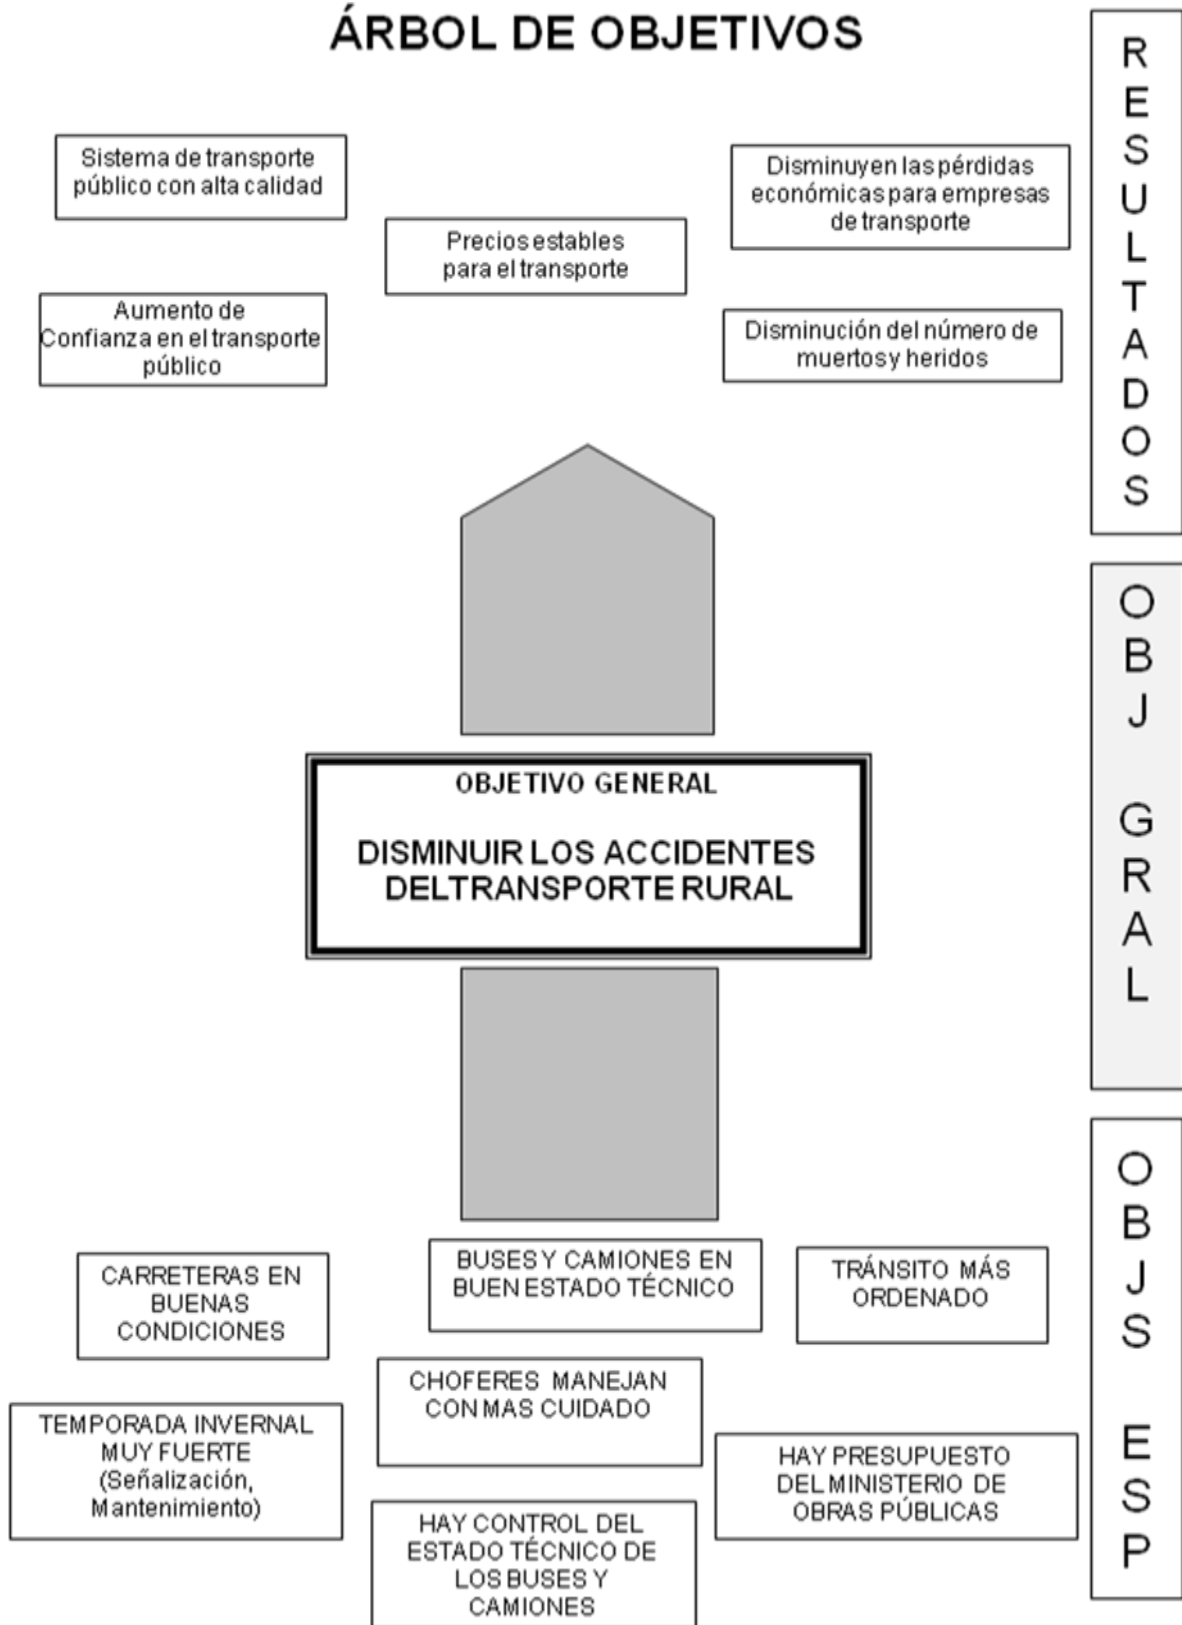 ÁRBOL DE OBJETIVOS
Sistema de transporte
público con alta calidad
Precios estables
para el transporte
Disminuyen las pérdidas
económicas para empresas
de transporte
Aumento de
Confianza en el transporte
público
Disminución del número de
muertos y heridos
R
E
S
U
L
T
A
D
O
S
OBJETIVO GENERAL
DISMINUIR LOS ACCIDENTES
DEL TRANSPORTE RURAL
O
B
J
G
R
A
L
CARRETERAS EN
BUENAS
CONDICIONES
BUSES Y CAMIONES EN
BUEN ESTADO TÉCNICO
TRÁNSITO MÁS
ORDENADO
CHOFERES MANEJAN
CON MAS CUIDADO
TEMPORADA INVERNAL
MUY FUERTE
(Señalización,
Mantenimiento)
HAY PRESUPUESTO
DEL MINISTERIO DE
OBRAS PÚBLICAS
HAY CONTROL DEL
ESTADO TÉCNICO DE
LOS BUSES Y
CAMIONES
O
B
J
S
E
S
P